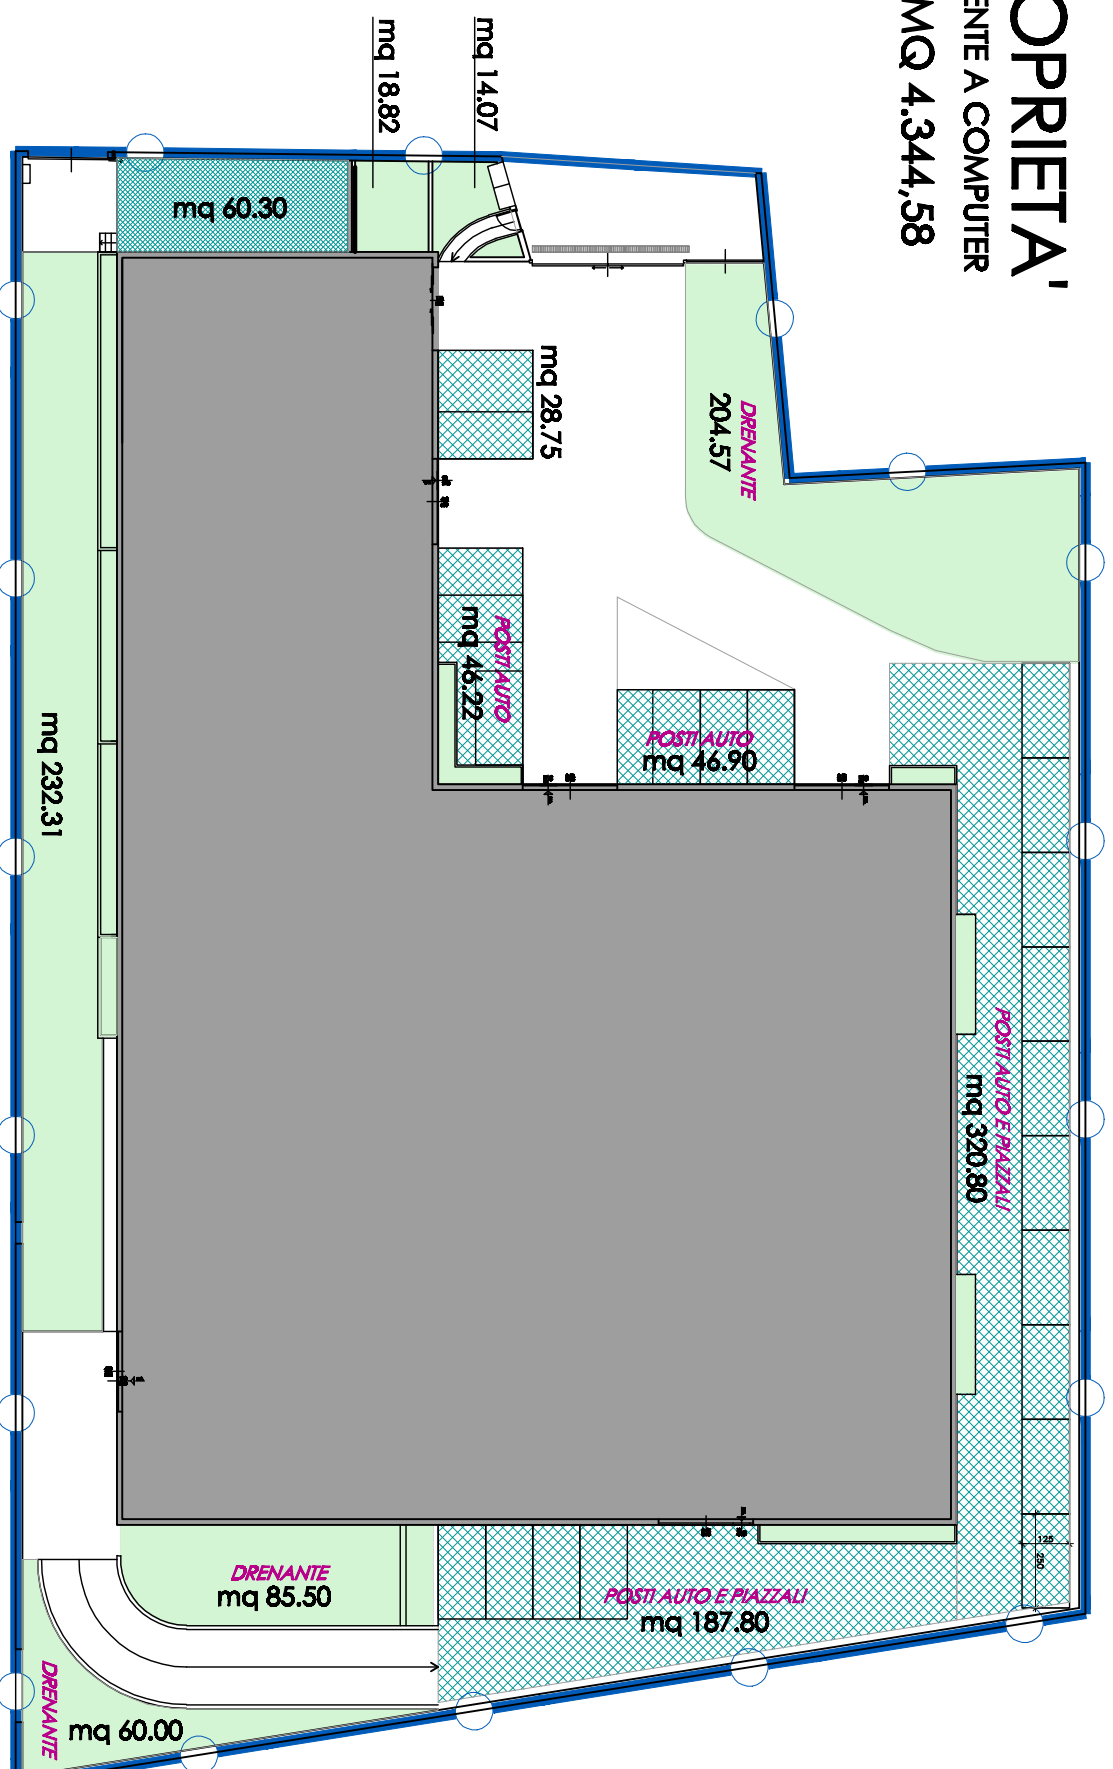 OPRIETA'
ENTE A COMPUTER
MQ 4.344,58
mq 14.07
mq 18.82
mq 60.30
mq 28.75
DRENANTE
204.57
POSTI AUTO
mq 46.22
POSTI AUTO
mq 46.90
mq 232.31
POSTI AUTO E PIAZZALI
mq 320.80
125
250
DRENANTE
mq 85.50
POSTI AUTO E PIAZZALI
mq 187.80
DRENANTE
mq 60.00